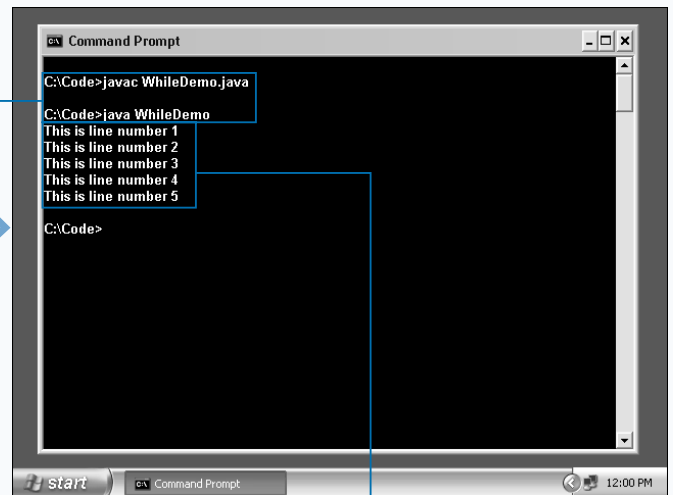 Command Prompt
C:\Code>javac WhileDemo.java
C:\Code>java WhileDemo
This is line number 1
This is line number 2
This is line number 3
This is line number 4
This is line number 5
C:\Code>
start
Command Prompt
12:00 PM